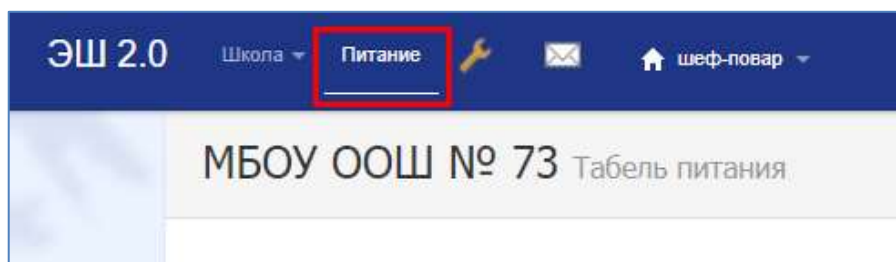 ЭШ 2.0 Школа Питание шеф-повар
МБОУ ООШ № 73 Табель питания